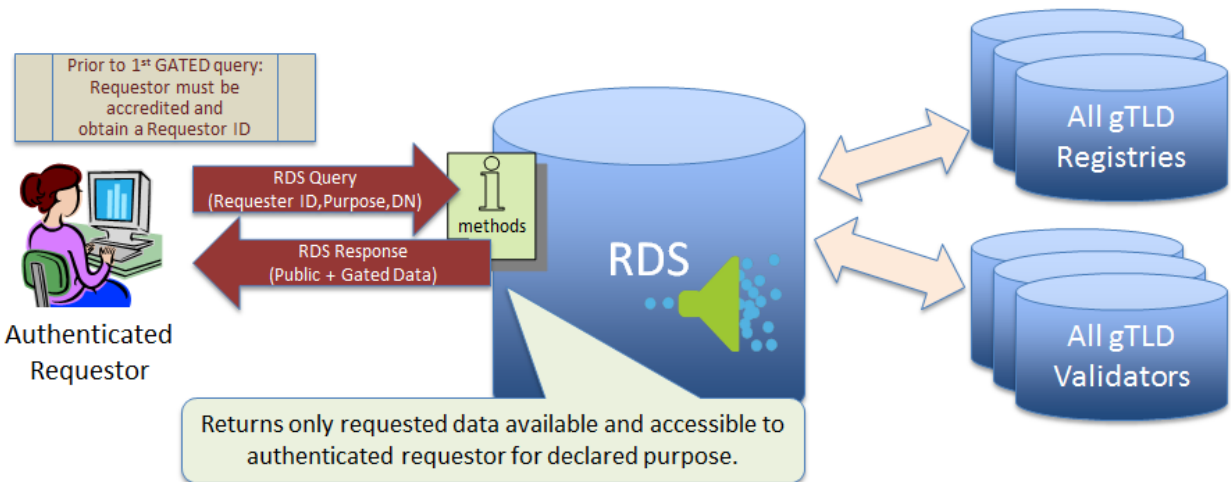 Prior to 1st GATED query:
Requestor must be
accredited and
obtain a Requestor ID
RDS Query
(Requester ID,Purpose,DN)
RDS Response
(Public + Gated Data)
i
methods
RDS
All gTLD
Registries
All gTLD
Validators
Authenticated
Requestor
Returns only requested data available and accessible to
authenticated requestor for declared purpose.